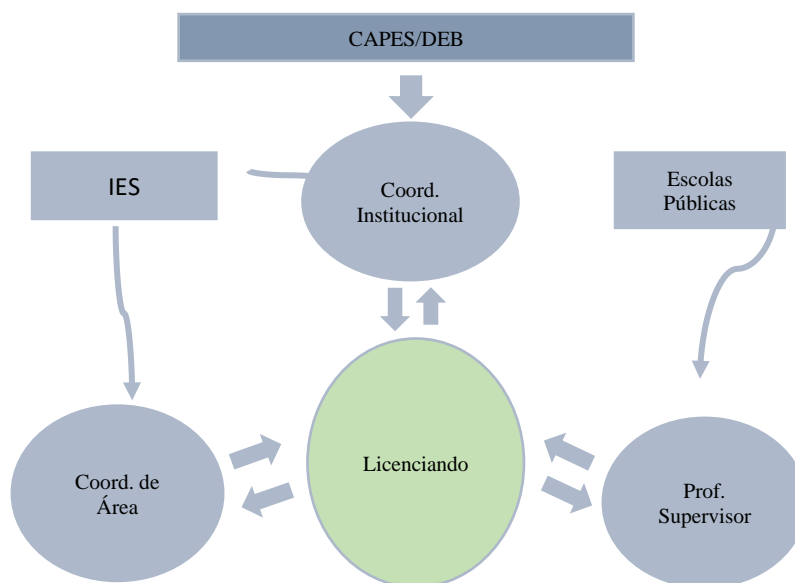 CAPES/DEB
IES
Coord.
Institucional
Escolas
Públicas
Licenciando
Coord. de
Área
Prof.
Supervisor